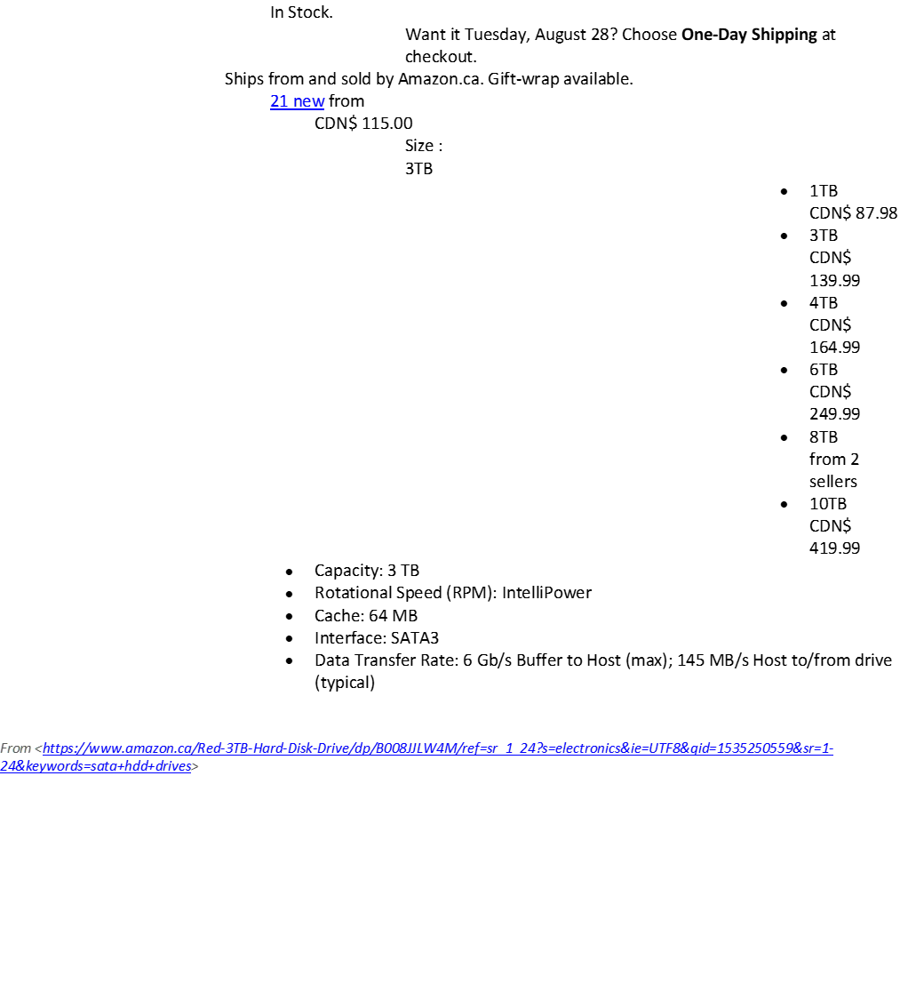 In Stock.
Want it Tuesday, August 28? Choose One-Day Shipping at
checkout.
Ships from and sold by Amazon.ca. Gift-wrap available.
21 new from
CDN$ 115.00
Size :
3TB
• 1TB
CDN$ 87.98
• 3TB
CDN$
139.99
• 4TB
CDN$
164.99
• 6TB
CDN$
249.99
• 8TB
from 2
sellers
• 10TB
CDN$
419.99
• Capacity: 3 TB
• Rotational Speed (RPM): IntelliPower
• Cache: 64 MB
• Interface: SATA3
• Data Transfer Rate: 6 Gb/s Buffer to Host (max); 145 MB/s Host to/from drive
(typical)
From <https://www.amazon.ca/Red-3TB-Hard-Disk-Drive/dp/B008JJLW4M/ref=sr_1_24?s=electronics&ie=UTF8&qid=1535250559&sr=1-
24&keywords=sata+hdd+drives>